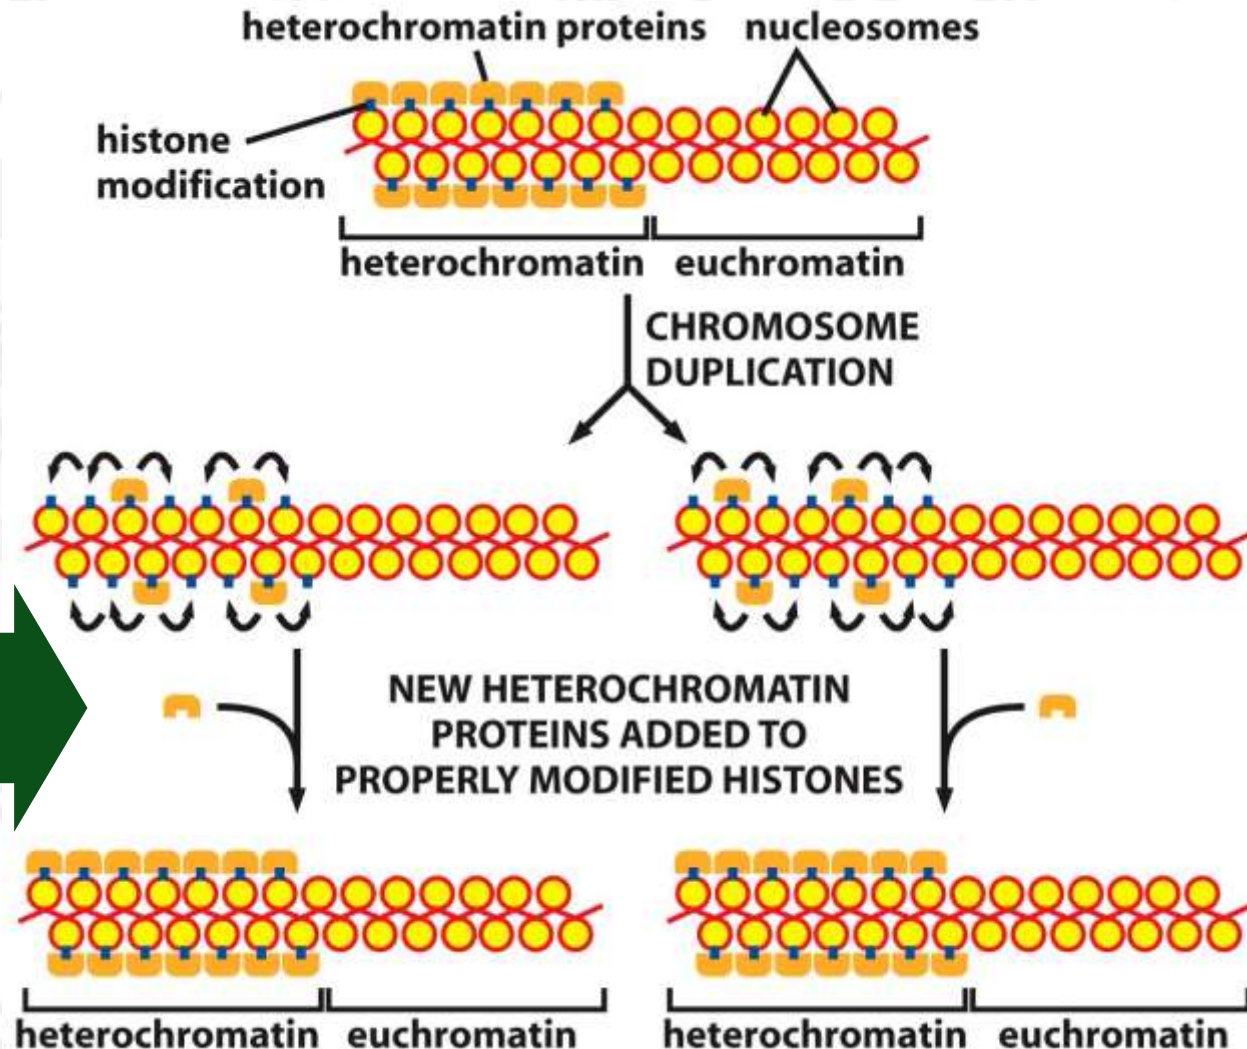 heterochromatin proteins nucleosomes
histone
modification
heterochromatin euchromatin
CHROMOSOME
DUPLICATION
NEW HETEROCHROMATIN
PROTEINS ADDED TO
PROPERLY MODIFIED HISTONES
heterochromatin euchromatin heterochromatin euchromatin